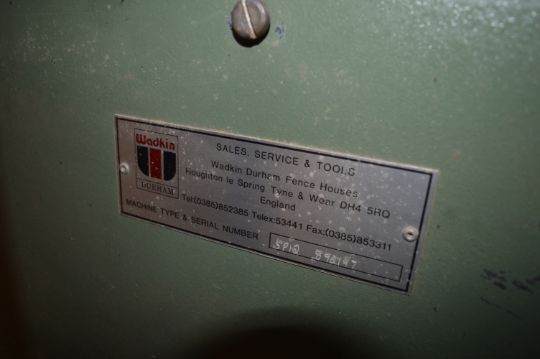 Wadkin
DURHAM
SALES, SERVICE & TOOLS
Wadkin Durham Fence Houses
Houghton le Spring Tyne & Wear DH4 5RQ
England
Tel:(0385)852385 Telex:53441 Fax:(0385)853311
MACHINE TYPE & SERIAL NUMBER